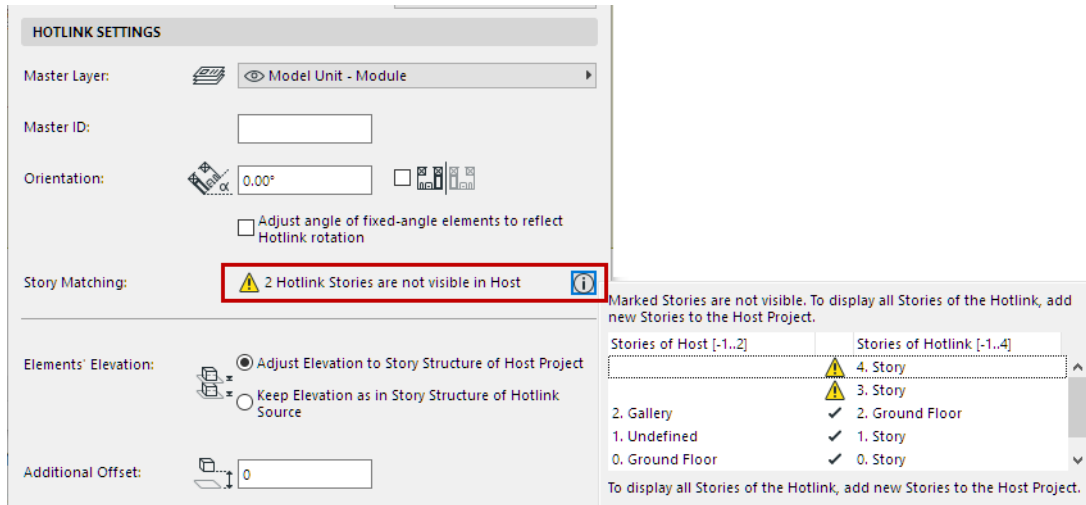 HOTLINK SETTINGS
Master Layer:
Model Unit - Module
Master ID:
Orientation:
α
0.00°
Adjust angle of fixed-angle elements to reflect
Hotlink rotation
Story Matching:
2 Hotlink Stories are not visible in Host
Elements' Elevation:
Adjust Elevation to Story Structure of Host Project
Keep Elevation as in Story Structure of Hotlink
Source
Additional Offset:
0
Marked Stories are not visible. To display all Stories of the Hotlink, add
new Stories to the Host Project.
Stories of Host [-1..2] Stories of Hotlink [-1..4]
4. Story
3. Story
2. Gallery 2. Ground Floor
1. Undefined 1. Story
0. Ground Floor 0. Story
To display all Stories of the Hotlink, add new Stories to the Host Project.